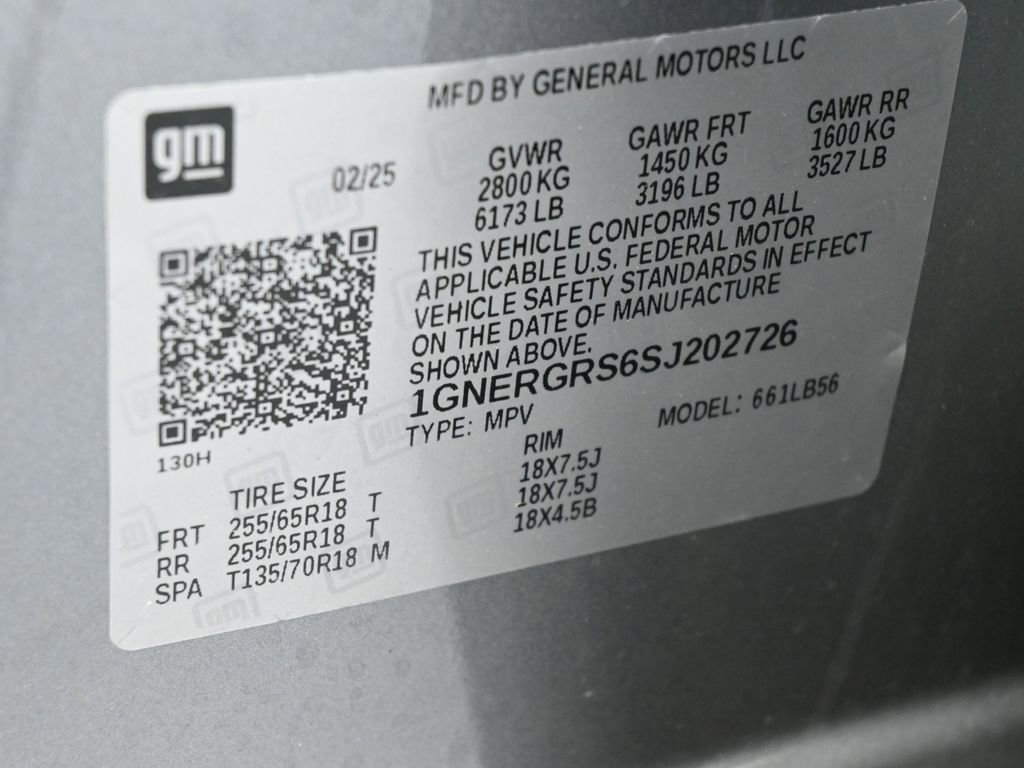 MFD BY GENERAL MOTORS LLC
gm
02/25
GVWR GAWR FRT GAWR RR
2800 KG 1450 KG 1600 KG
6173 LB 3196 LB 3527 LB
THIS VEHICLE CONFORMS TO ALL
APPLICABLE U.S. FEDERAL MOTOR
VEHICLE SAFETY STANDARDS IN EFFECT
ON THE DATE OF MANUFACTURE
SHOWN ABOVE.
1GNERGRS6SJ202726
TYPE: MPV MODEL: 661LB56
130H
TIRE SIZE RIM
FRT 255/65R18 T 18X7.5J
RR 255/65R18 T 18X7.5J
SPA T135/70R18 M 18X4.5B